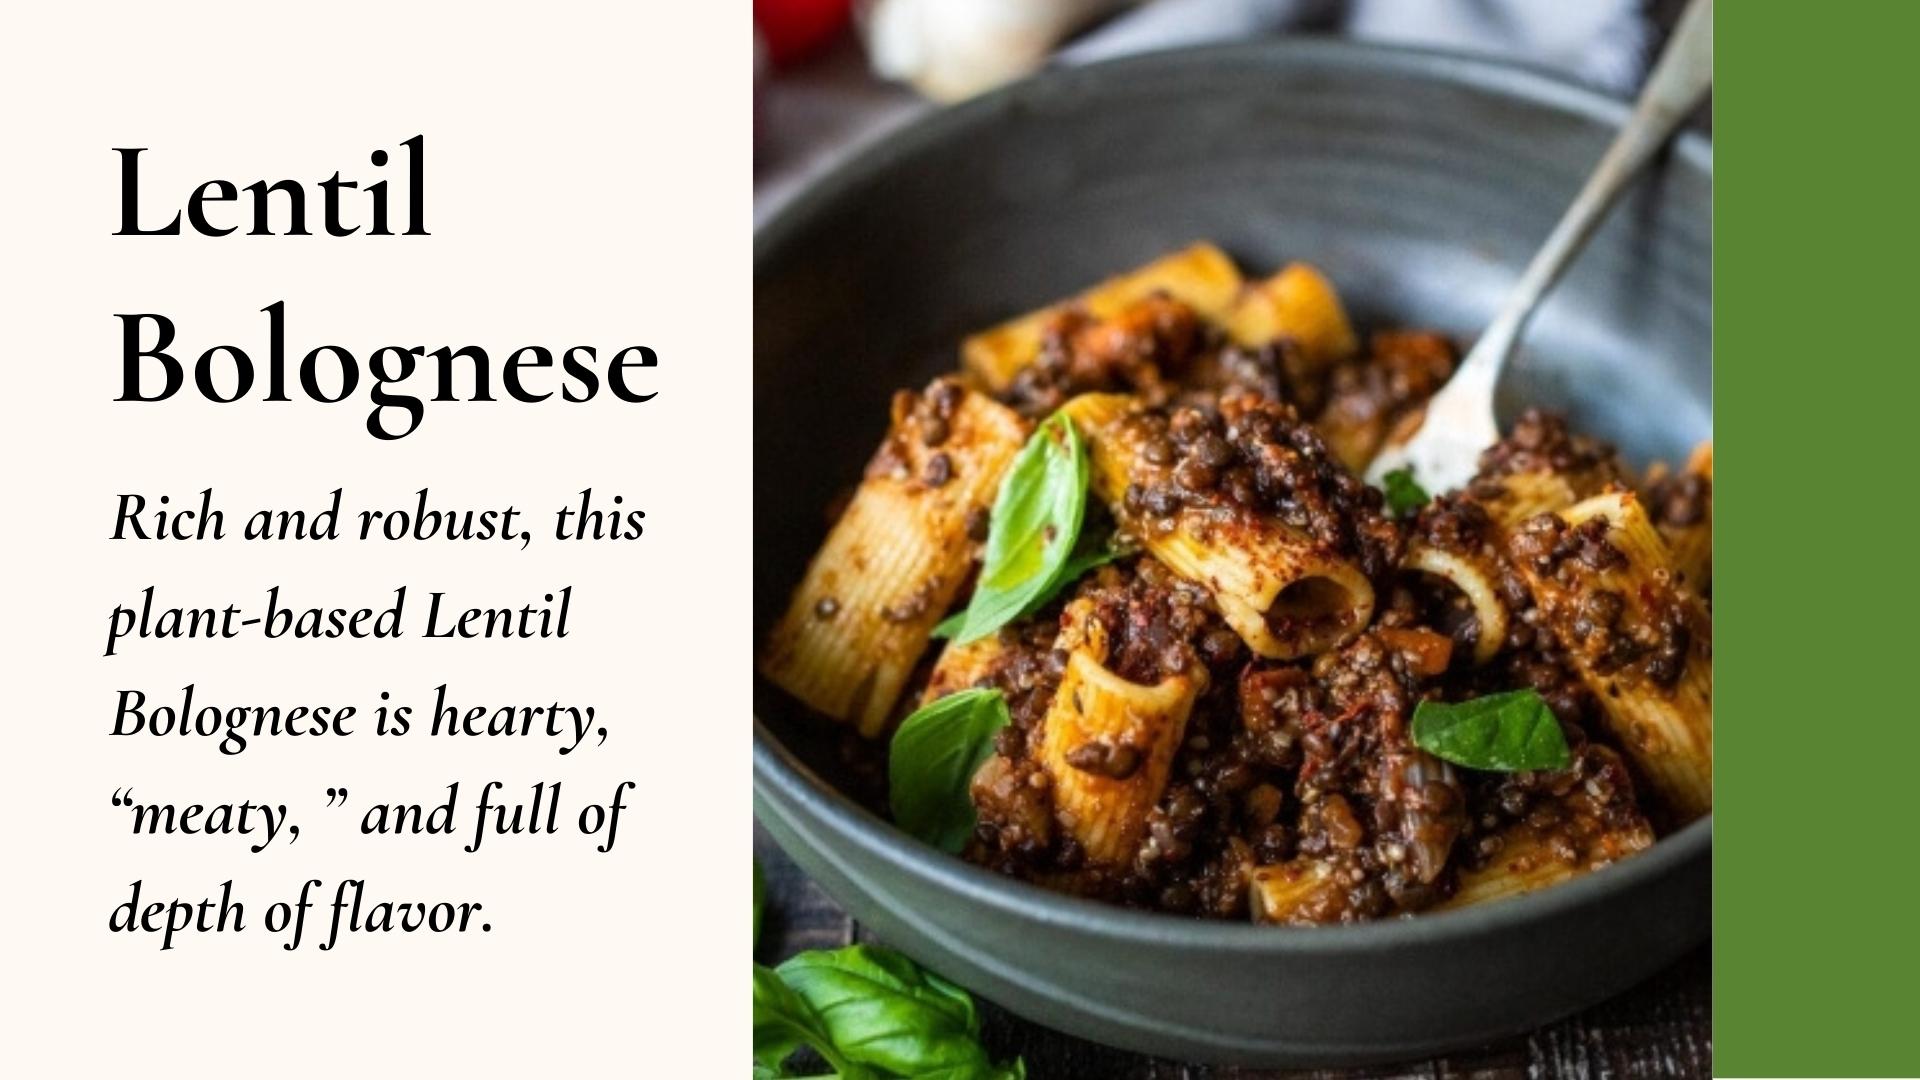 Lentil
Bolognese
Rich and robust, this
plant-based Lentil
Bolognese is hearty,
“meaty, ” and full of
depth of flavor.